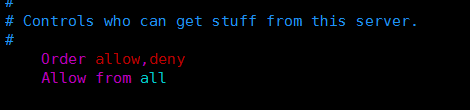 #
# Controls who can get stuff from this server.
#
Order allow,deny
Allow from all